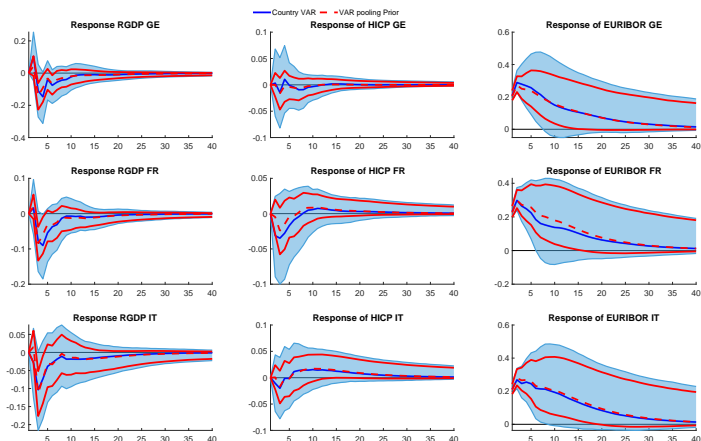 Country VAR VAR pooling Prior
Response RGDP GE
Response of HICP GE
Response of EURIBOR GE
0.2
0
-0.2
-0.4
5 10 15 20 25 30 35 40
0.1
0.05
0
-0.05
-0.1
5 10 15 20 25 30 35 40
0.6
0.4
0.2
0
5 10 15 20 25 30 35 40
Response RGDP FR
Response of HICP FR
Response of EURIBOR FR
0.1
0
-0.1
-0.2
5 10 15 20 25 30 35 40
0.05
0
-0.05
-0.1
5 10 15 20 25 30 35 40
0.4
0.2
0
-0.2
5 10 15 20 25 30 35 40
Response RGDP IT
Response of HICP IT
Response of EURIBOR IT
0.05
0
-0.05
-0.1
-0.15
-0.2
5 10 15 20 25 30 35 40
0.1
0.05
0
-0.05
-0.1
5 10 15 20 25 30 35 40
0.6
0.4
0.2
0
5 10 15 20 25 30 35 40